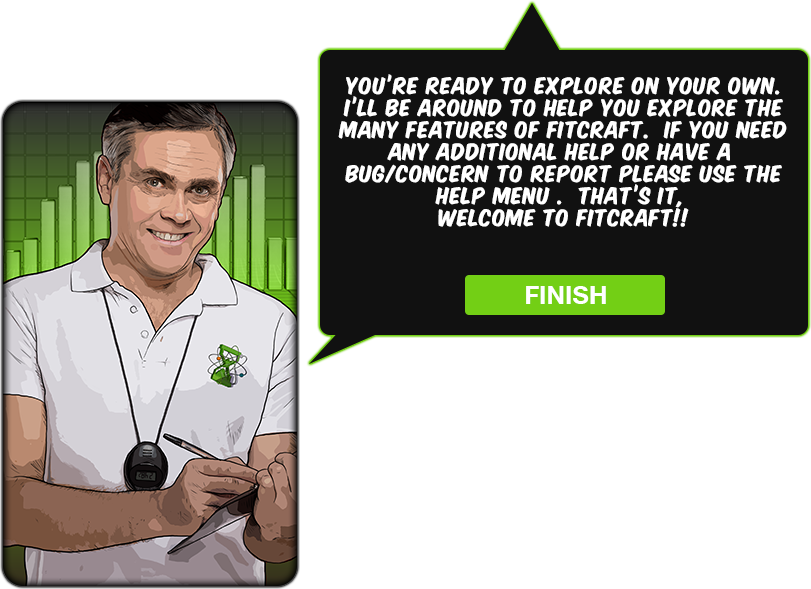 YOU'RE READY TO EXPLORE ON YOUR OWN.
I'LL BE AROUND TO HELP YOU EXPLORE THE
MANY FEATURES OF FITCRAFT.  IF YOU NEED
ANY ADDITIONAL HELP OR HAVE A
BUG/CONCERN TO REPORT PLEASE USE THE
HELP MENU .  THAT'S IT,
WELCOME TO FITCRAFT!!
FINISH